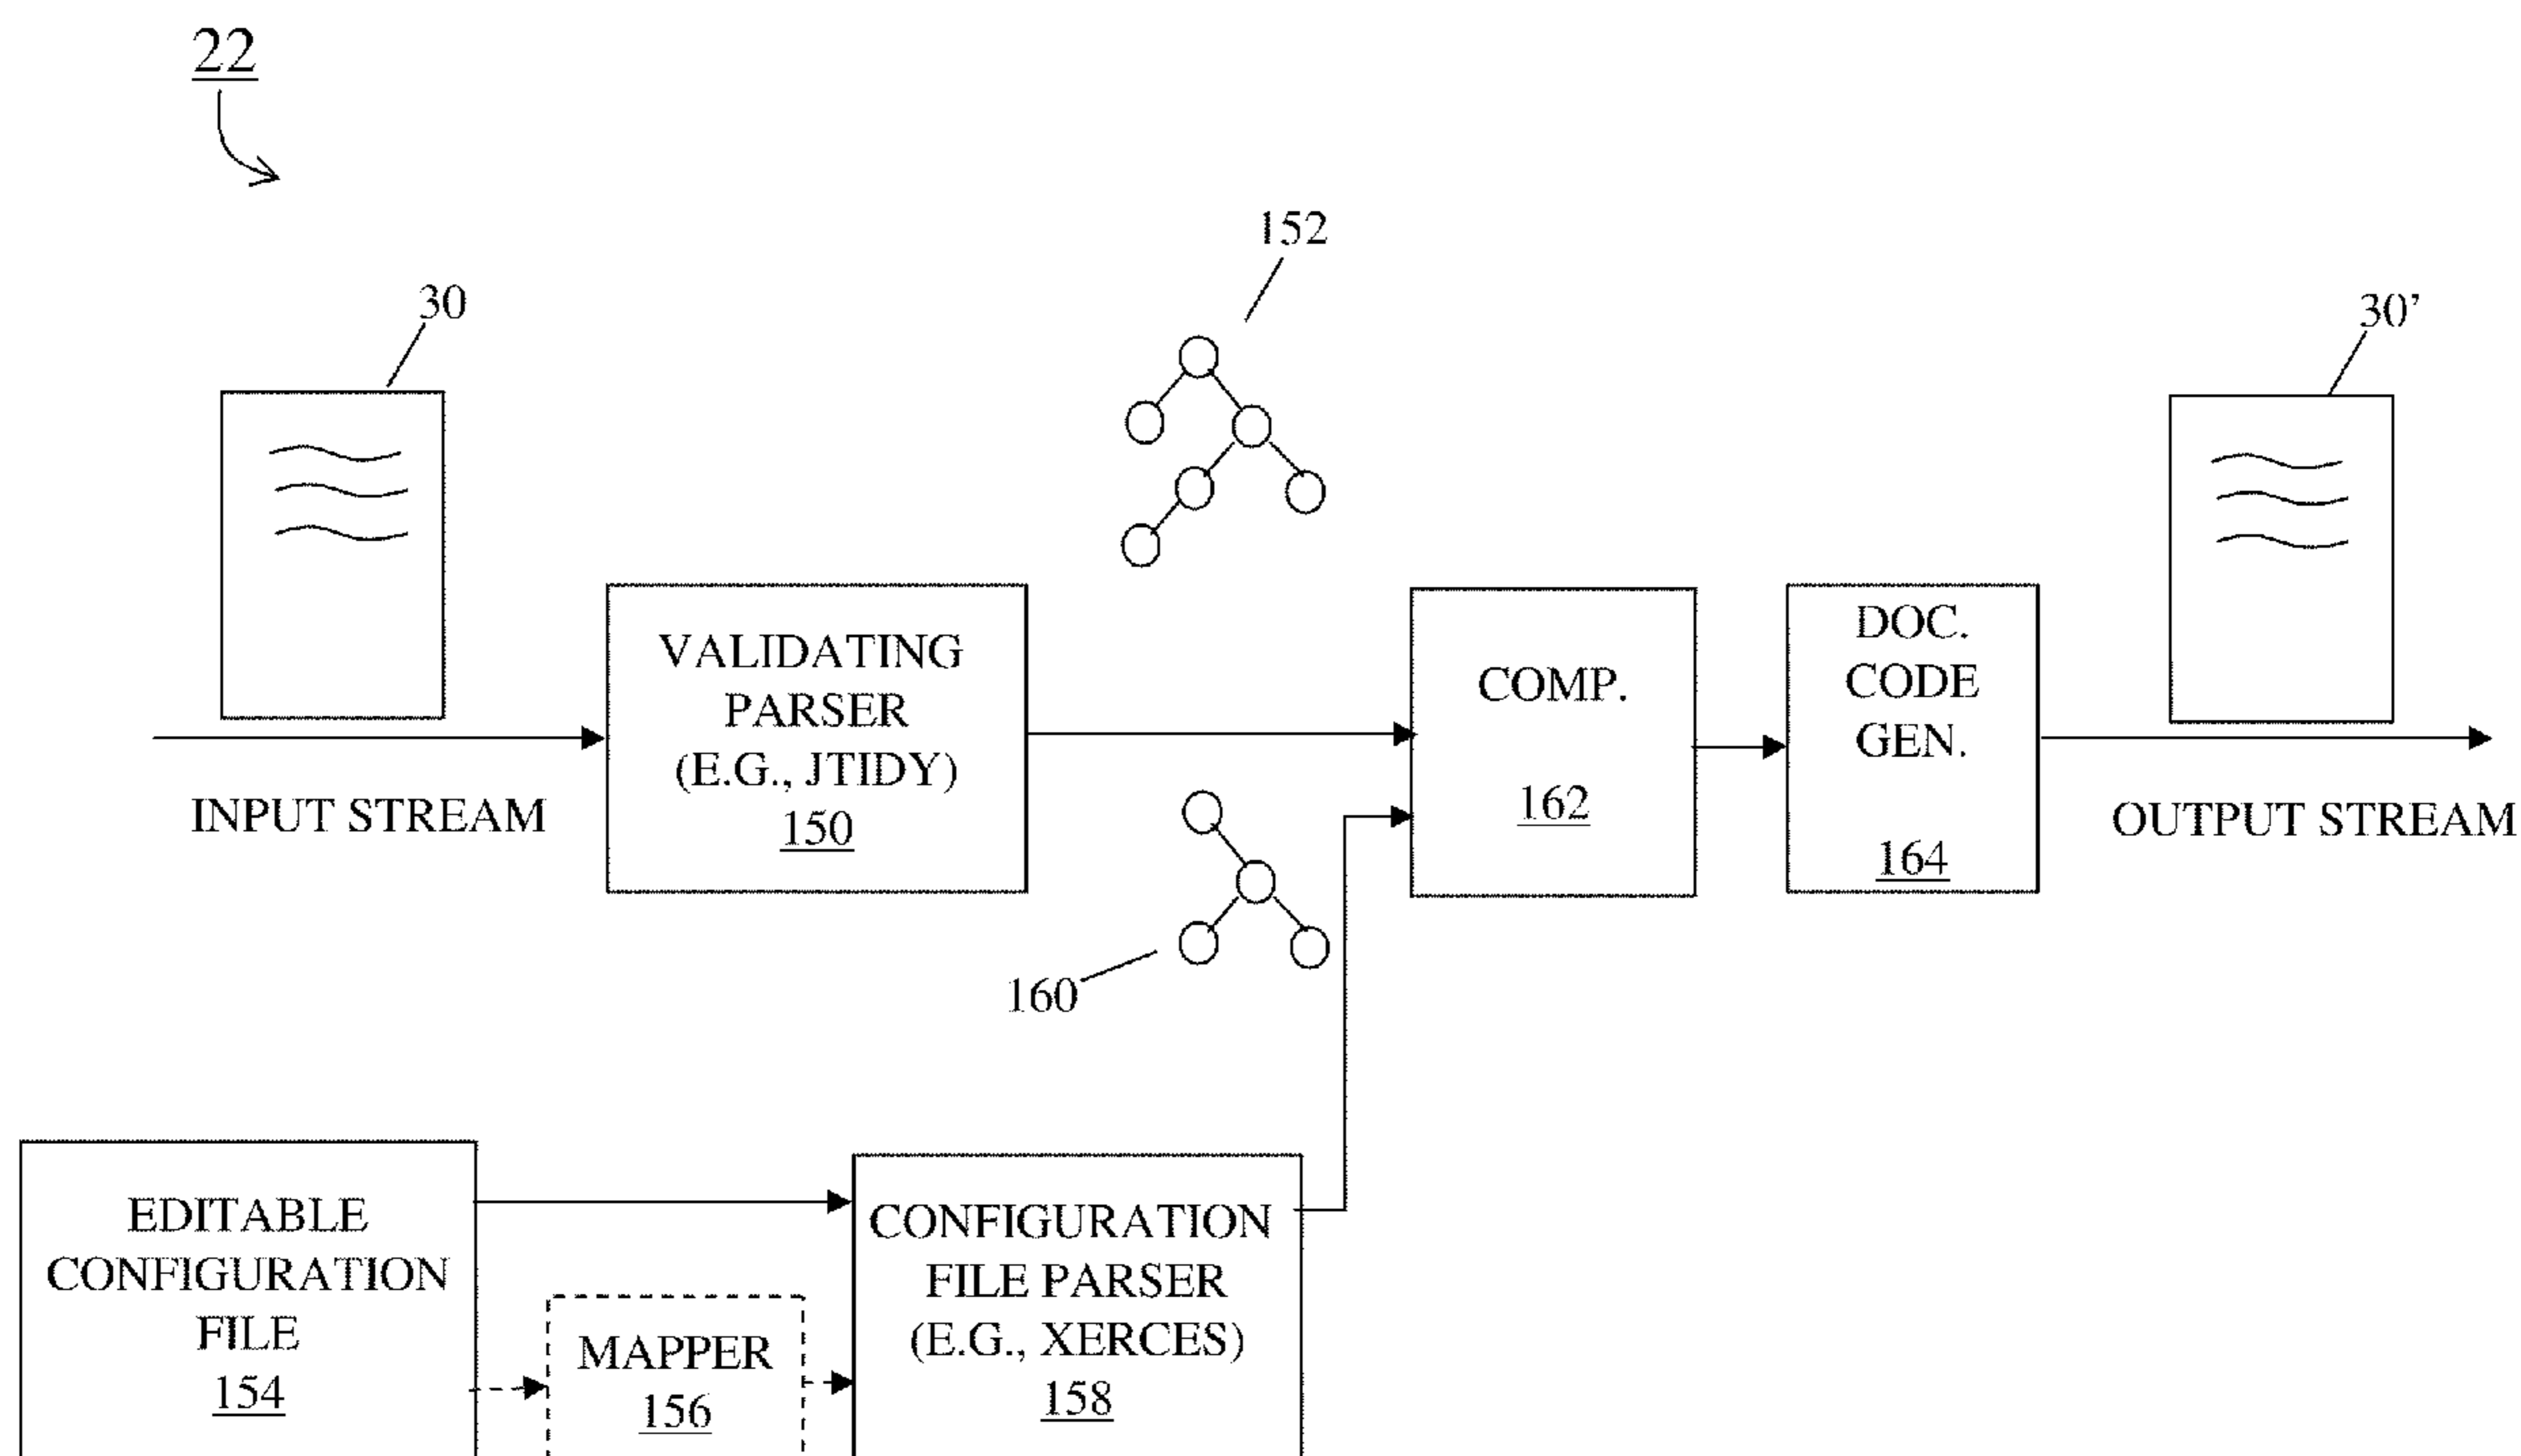 22
152
30
30’
VALIDATING
PARSER
(E.G., JTIDY)
150
COMP.
162
DOC.
CODE
GEN.
164
INPUT STREAM
OUTPUT STREAM
160
EDITABLE
CONFIGURATION
FILE
154
MAPPER
156
CONFIGURATION
FILE PARSER
(E.G., XERCES)
158